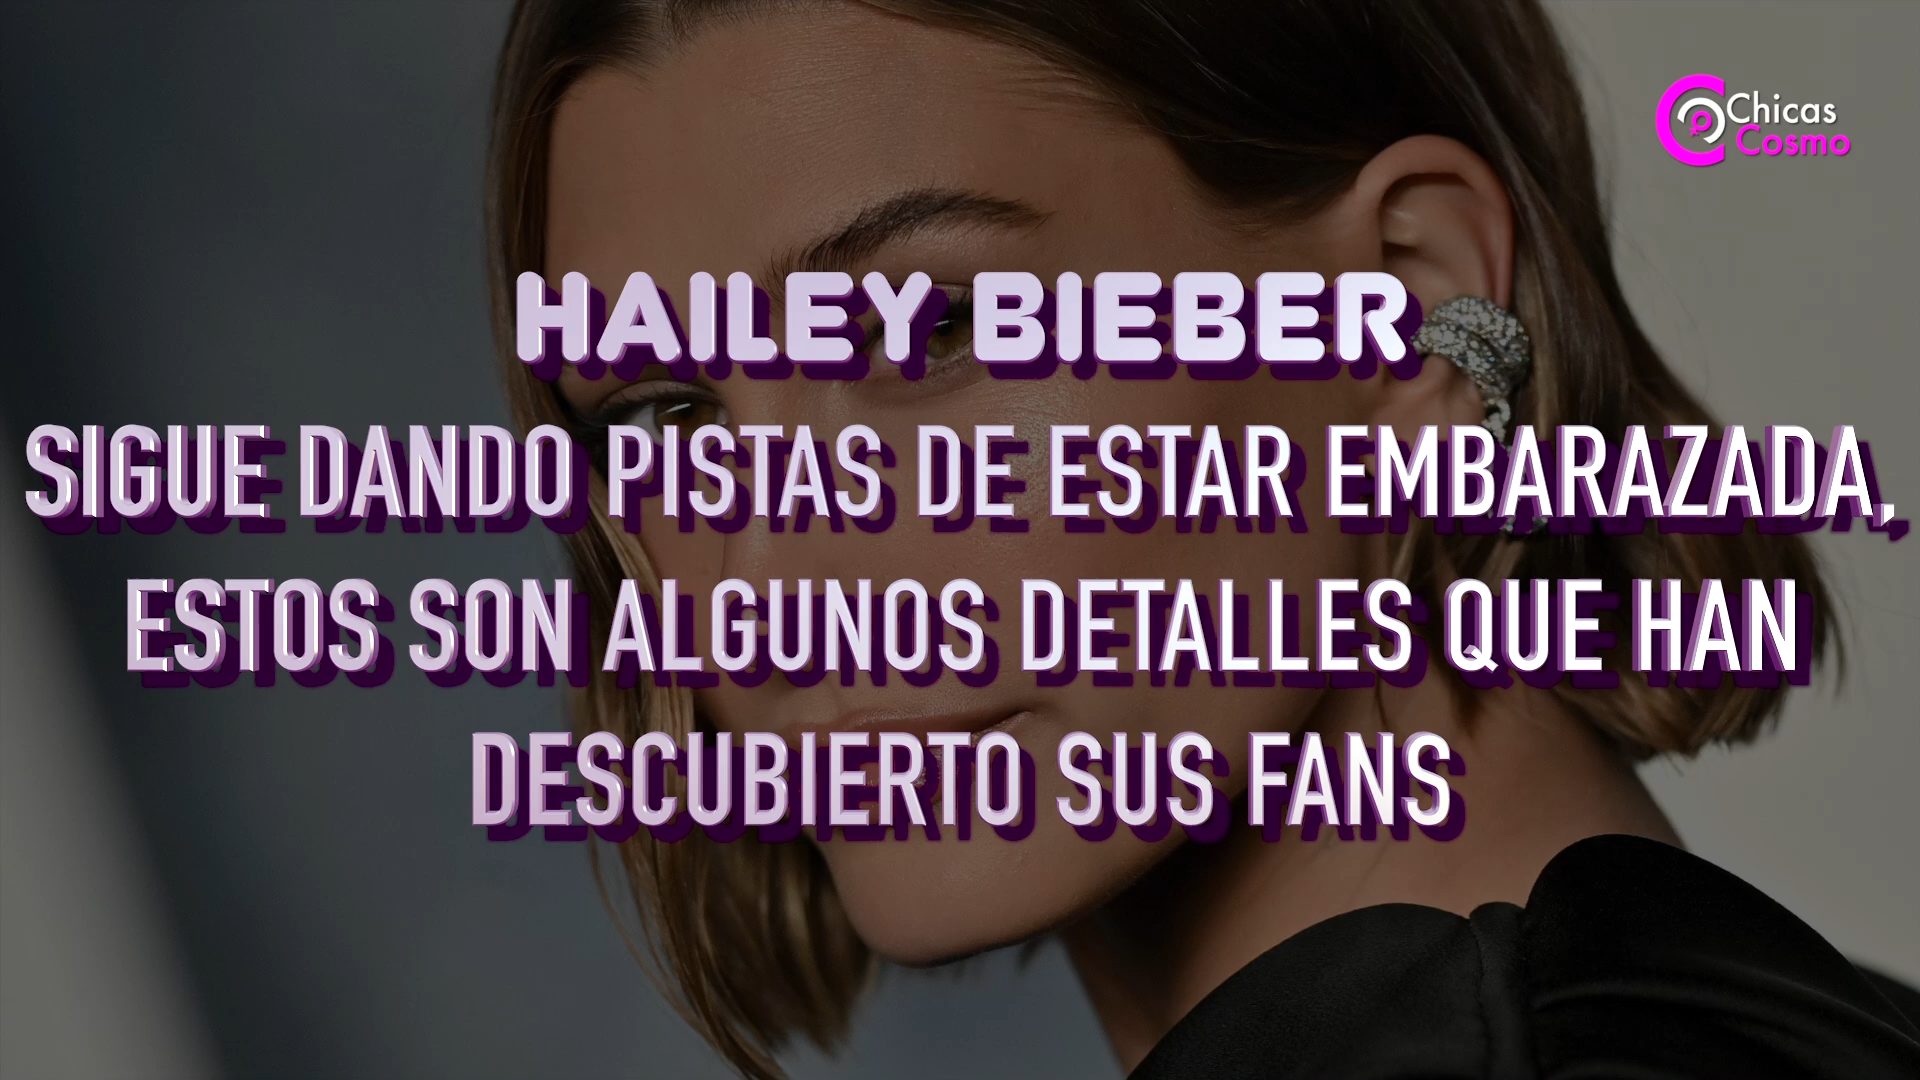 Chicas
Cosmo
HAILEY BIEBER
SIGUE DANDO PISTAS DE ESTAR EMBARAZADA,
ESTOS SON ALGUNOS DETALLES QUE HAN
DESCUBIERTO SUS FANS